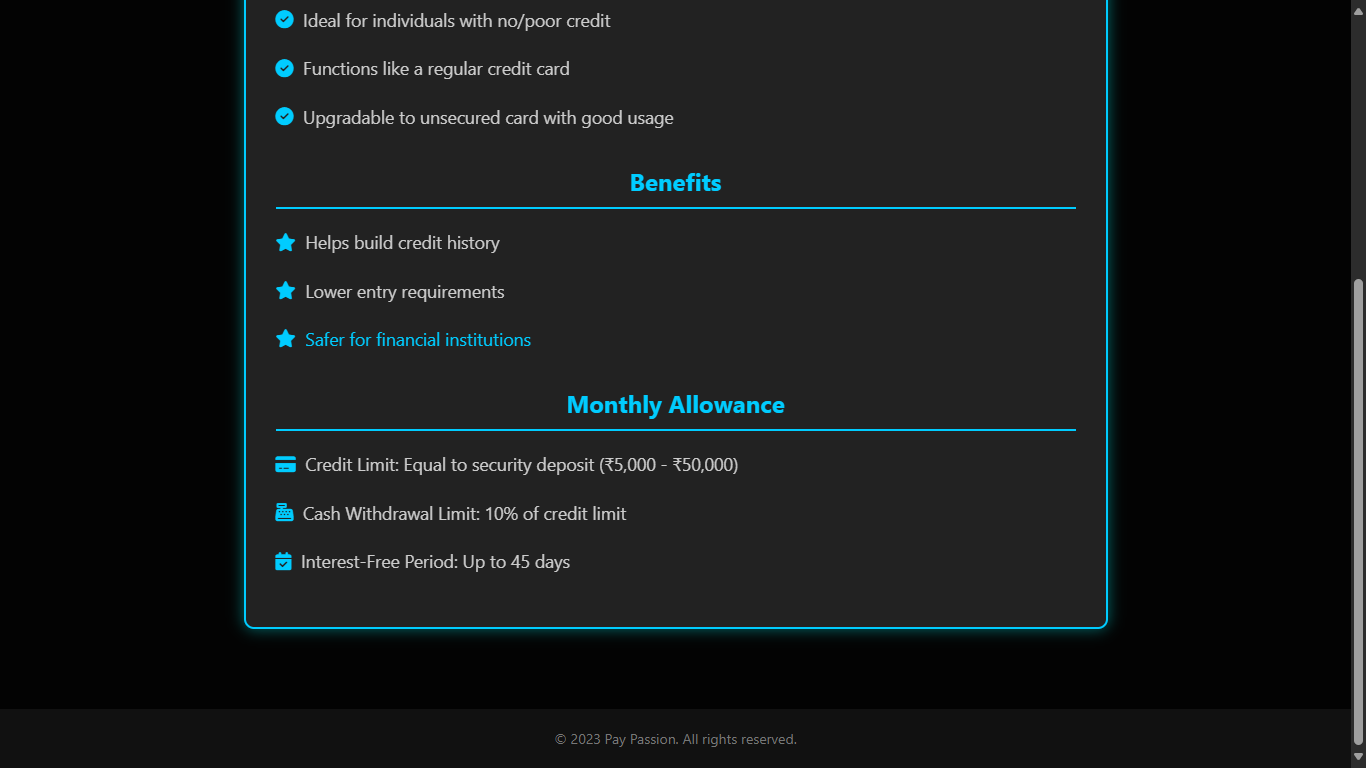 Ideal for individuals with no/poor credit
Functions like a regular credit card
Upgradable to unsecured card with good usage
Benefits
Helps build credit history
Lower entry requirements
Safer for financial institutions
Monthly Allowance
Credit Limit: Equal to security deposit (₹5,000 - ₹50,000)
Cash Withdrawal Limit: 10% of credit limit
Interest-Free Period: Up to 45 days
© 2023 Pay Passion. All rights reserved.